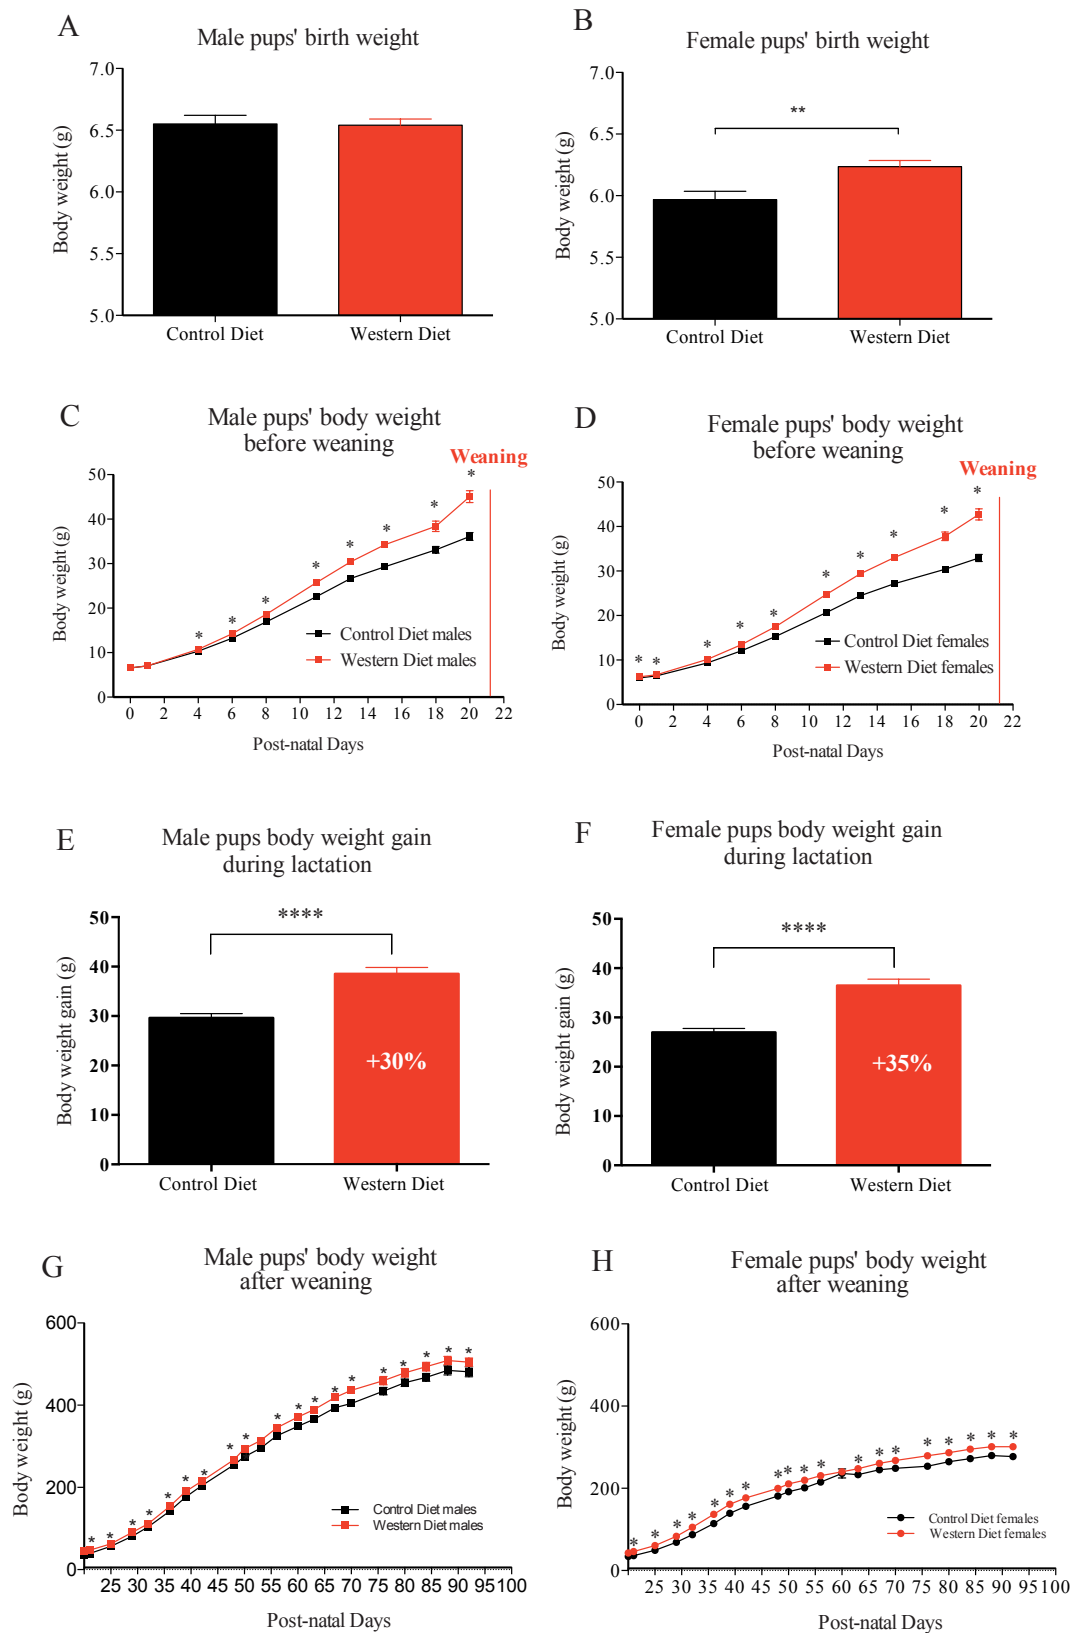 A
Male pups' birth weight
Body weight (g)
7.0
6.5
6.0
5.5
5.0
Control Diet
Western Diet
B
Female pups' birth weight
Body weight (g)
7.0
6.5
6.0
5.5
5.0
**
Control Diet
Western Diet
C
Male pups' body weight
before weaning
Weaning
Body weight (g)
50
40
30
20
10
0
* * * * * * * *
Control Diet males
Western Diet males
0 2 4 6 8 10 12 14 16 18 20 22
Post-natal Days
D
Female pups' body weight
before weaning
Weaning
Body weight (g)
50
40
30
20
10
0
* * * * * * * * * *
Control Diet females
Western Diet females
0 2 4 6 8 10 12 14 16 18 20 22
Post-natal Days
E
Male pups body weight gain
during lactation
Body weight gain (g)
50
40
30
20
10
0
****
+30%
Control Diet
Western Diet
F
Female pups body weight gain
during lactation
Body weight gain (g)
50
40
30
20
10
0
****
+35%
Control Diet
Western Diet
G
Male pups' body weight
after weaning
Body weight (g)
600
400
200
0
* * * * * * * * * * * * * * * * * * *
Control Diet males
Western Diet males
25 29 35 39 45 50 55 60 65 70 75 80 85 90 95 100
Post-natal Days
H
Female pups' body weight
after weaning
Body weight (g)
600
400
200
0
* * * * * * * * * * * * * * * * * * * *
Control Diet females
Western Diet females
25 29 35 39 45 50 55 60 65 70 75 80 85 90 95 100
Post-natal Days